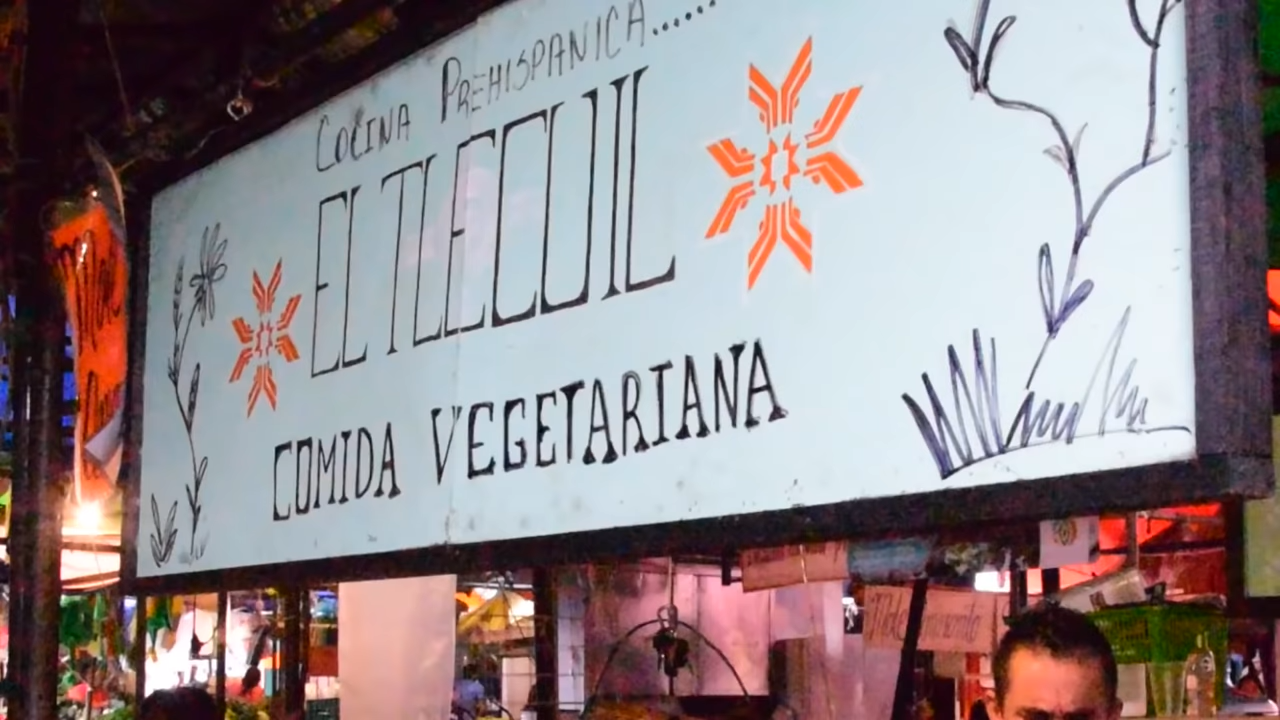 COCINA PREHISPANICA......
EL TLECUIL
COMIDA VEGETARIANA